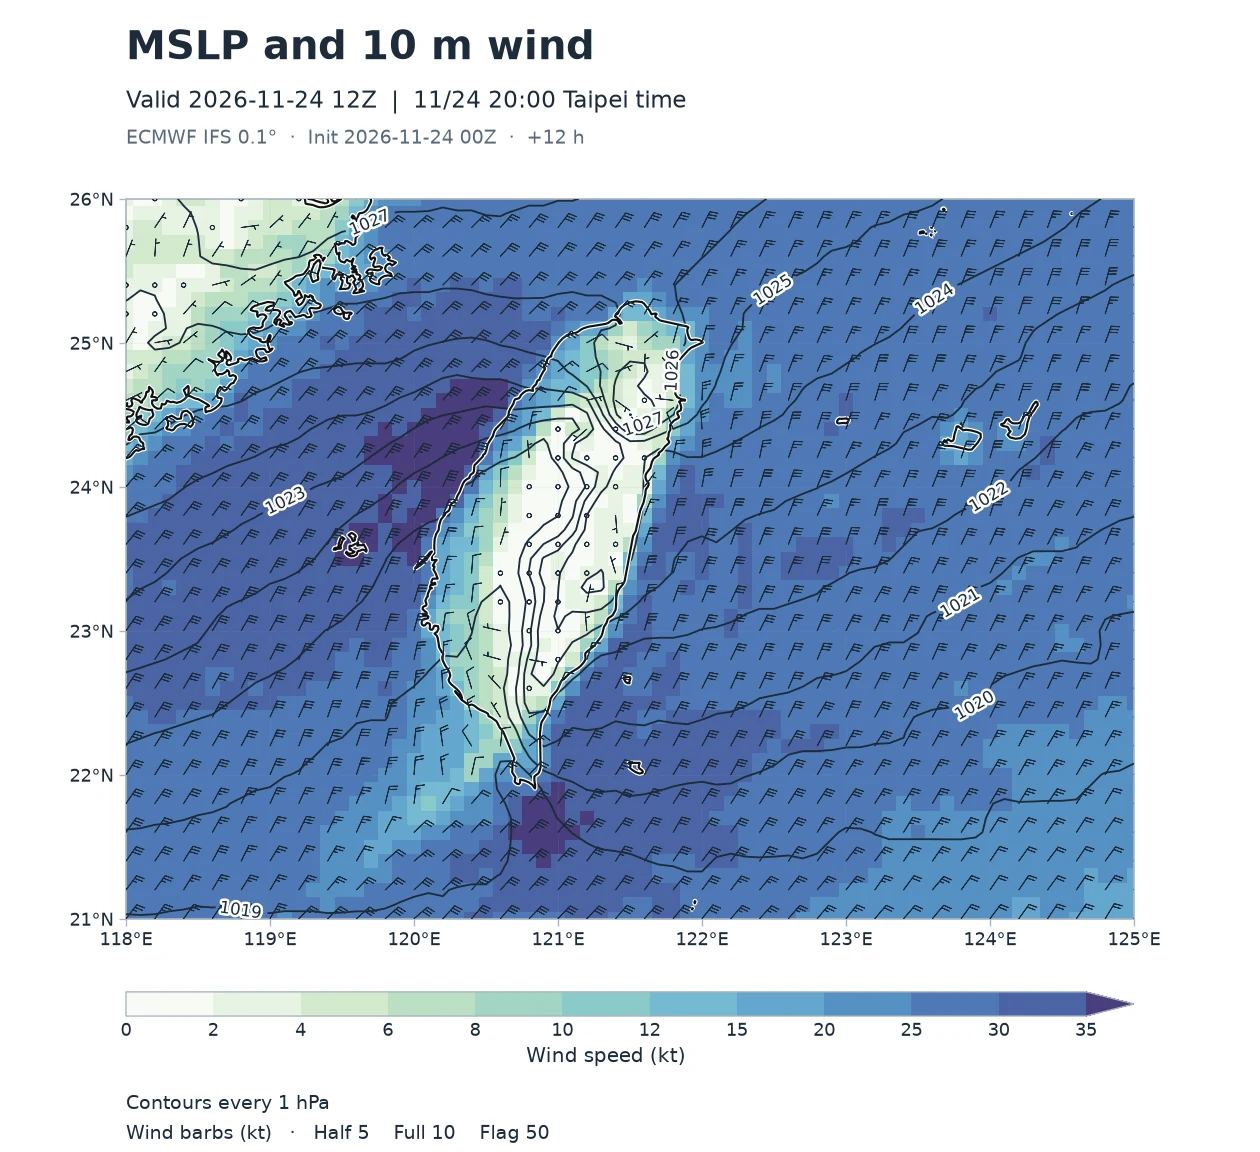 MSLP and 10 m wind
Valid 2026-11-24 12Z | 11/24 20:00 Taipei time
ECMWF IFS 0.1° · Init 2026-11-24 00Z · +12 h
26°N
25°N
24°N
23°N
22°N
21°N
1027
1025
1024
1026
1027
1023
1022
1021
1020
1019
118°E 119°E 120°E 121°E 122°E 123°E 124°E 125°E
0 2 4 6 8 10 12 15 20 25 30 35
Wind speed (kt)
Contours every 1 hPa
Wind barbs (kt) · Half 5 Full 10 Flag 50